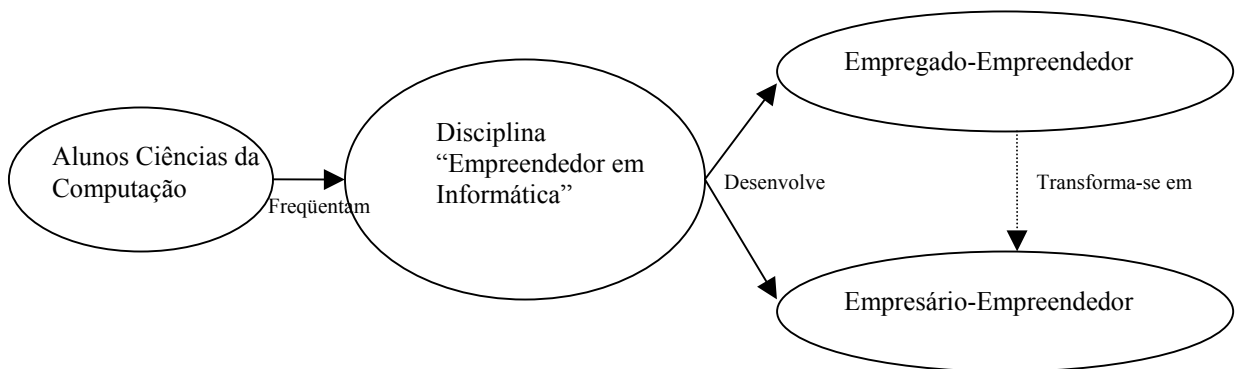 Alunos Ciências da
Computação
Freqüentam
Disciplina
“Empreendedor em
Informática”
Desenvolve
Empregado-Empreendedor
Transforma-se em
Empresário-Empreendedor